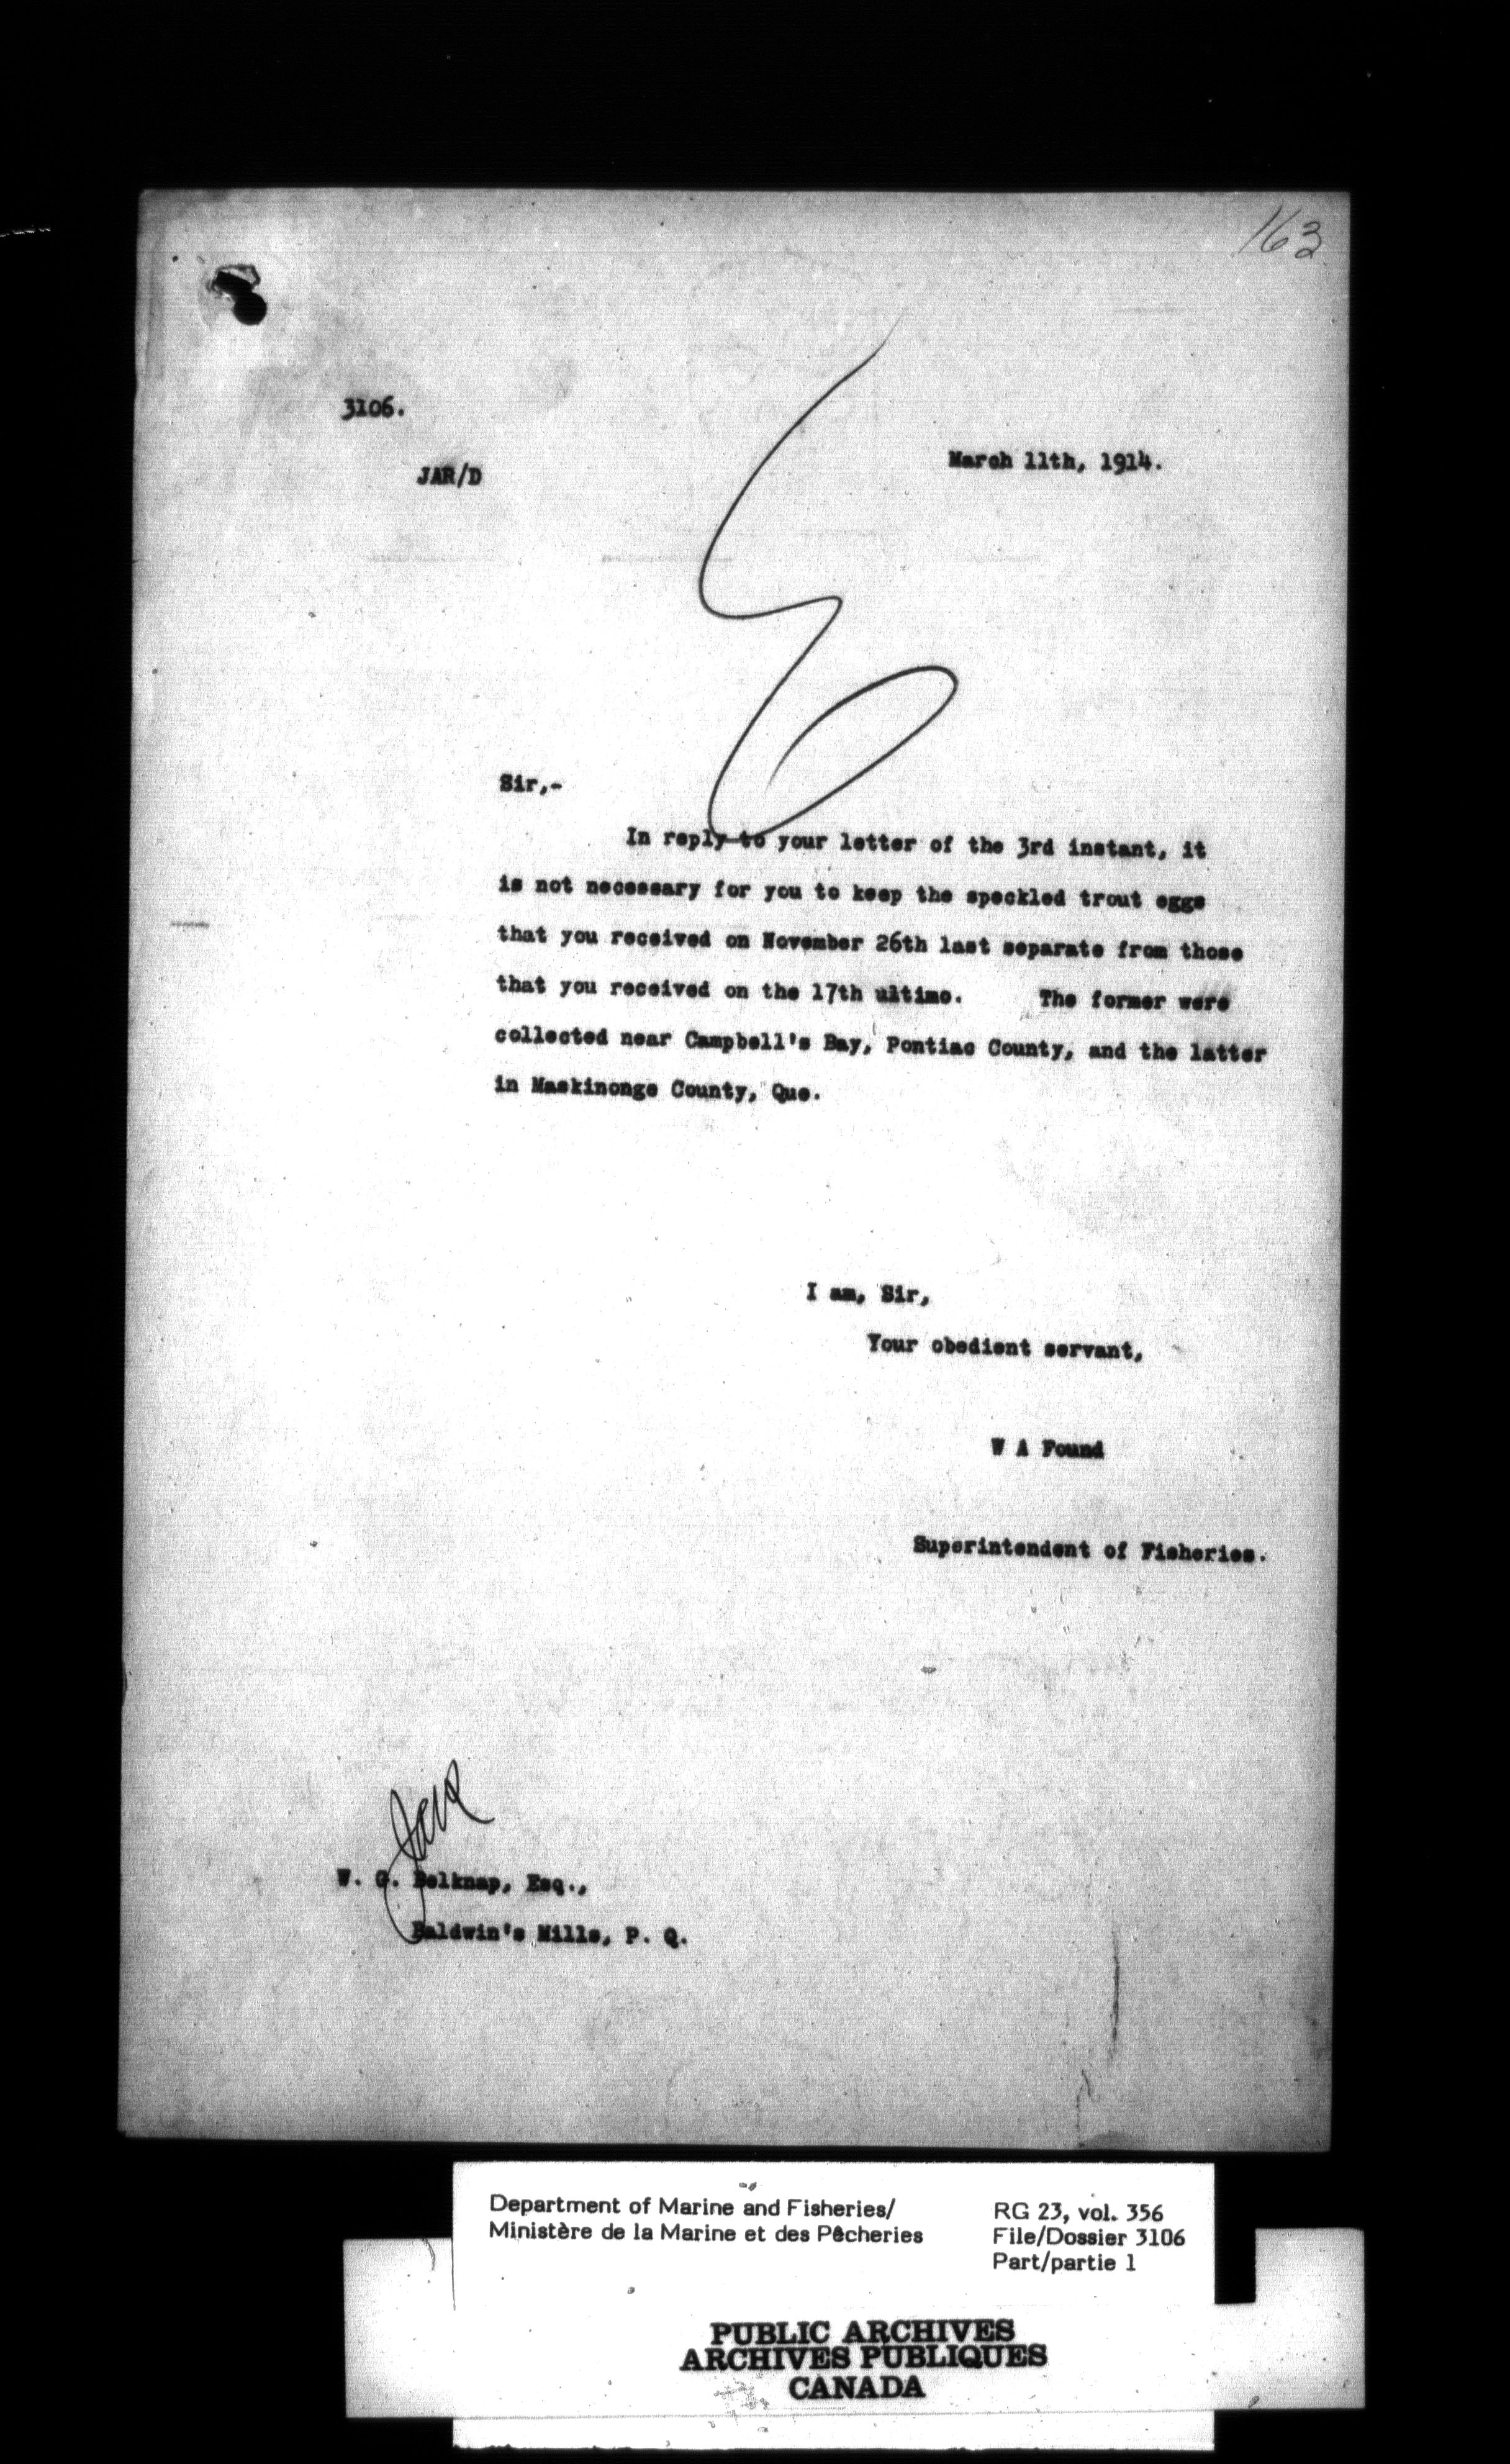 163
3106.
March 11th, 1914.
JAR/D
Sir,-
In reply to your letter of the 3rd instant, it
is not necessary for you to keep the speckled trout eggs
that you received on November 26th last separate from those
that you received on the 17th ultimo. The former were
collected near Campbell's Bay, Pontiac County, and the latter
in Maskinonge County, Que.
I am, Sir,
Your obedient servant,
W A Found
Superintendent of Fisheries.
W. G. Belknap, Esq.,
Baldwin's Mills, P. Q.
Department of Marine and Fisheries/
Ministère de la Marine et des Pêcheries
RG 23, vol. 356
File/Dossier 3106
Part/partie 1
PUBLIC ARCHIVES
ARCHIVES PUBLIQUES
CANADA